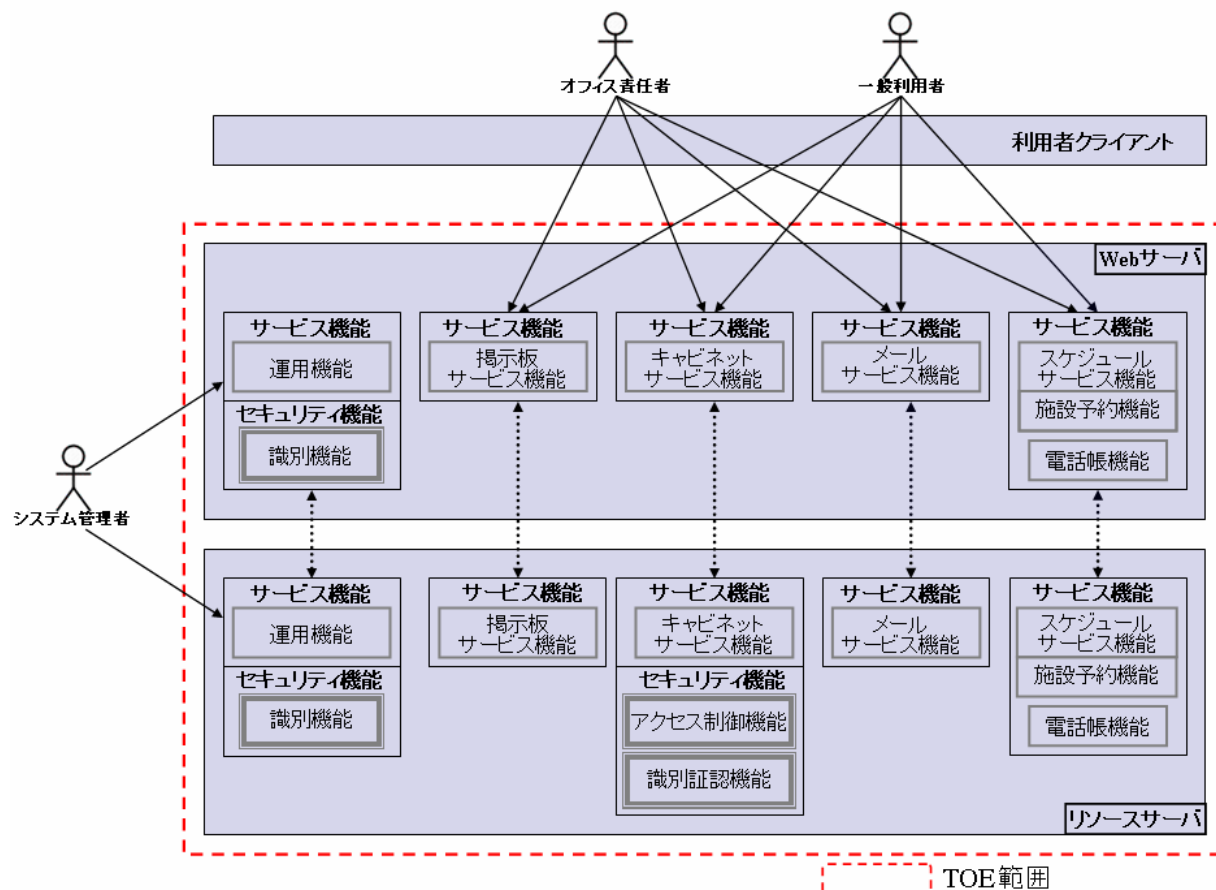 オフィス責任者
一般利用者
利用者クライアント
Webサーバ
サービス機能
運用機能
セキュリティ機能
識別機能
サービス機能
掲示板
サービス機能
サービス機能
キャビネット
サービス機能
サービス機能
メール
サービス機能
サービス機能
スケジュール
サービス機能
施設予約機能
電話帳機能
システム管理者
サービス機能
運用機能
セキュリティ機能
識別機能
サービス機能
掲示板
サービス機能
サービス機能
キャビネット
サービス機能
セキュリティ機能
アクセス制御機能
識別証認機能
サービス機能
メール
サービス機能
サービス機能
スケジュール
サービス機能
施設予約機能
電話帳機能
リソースサーバ
TOE範囲